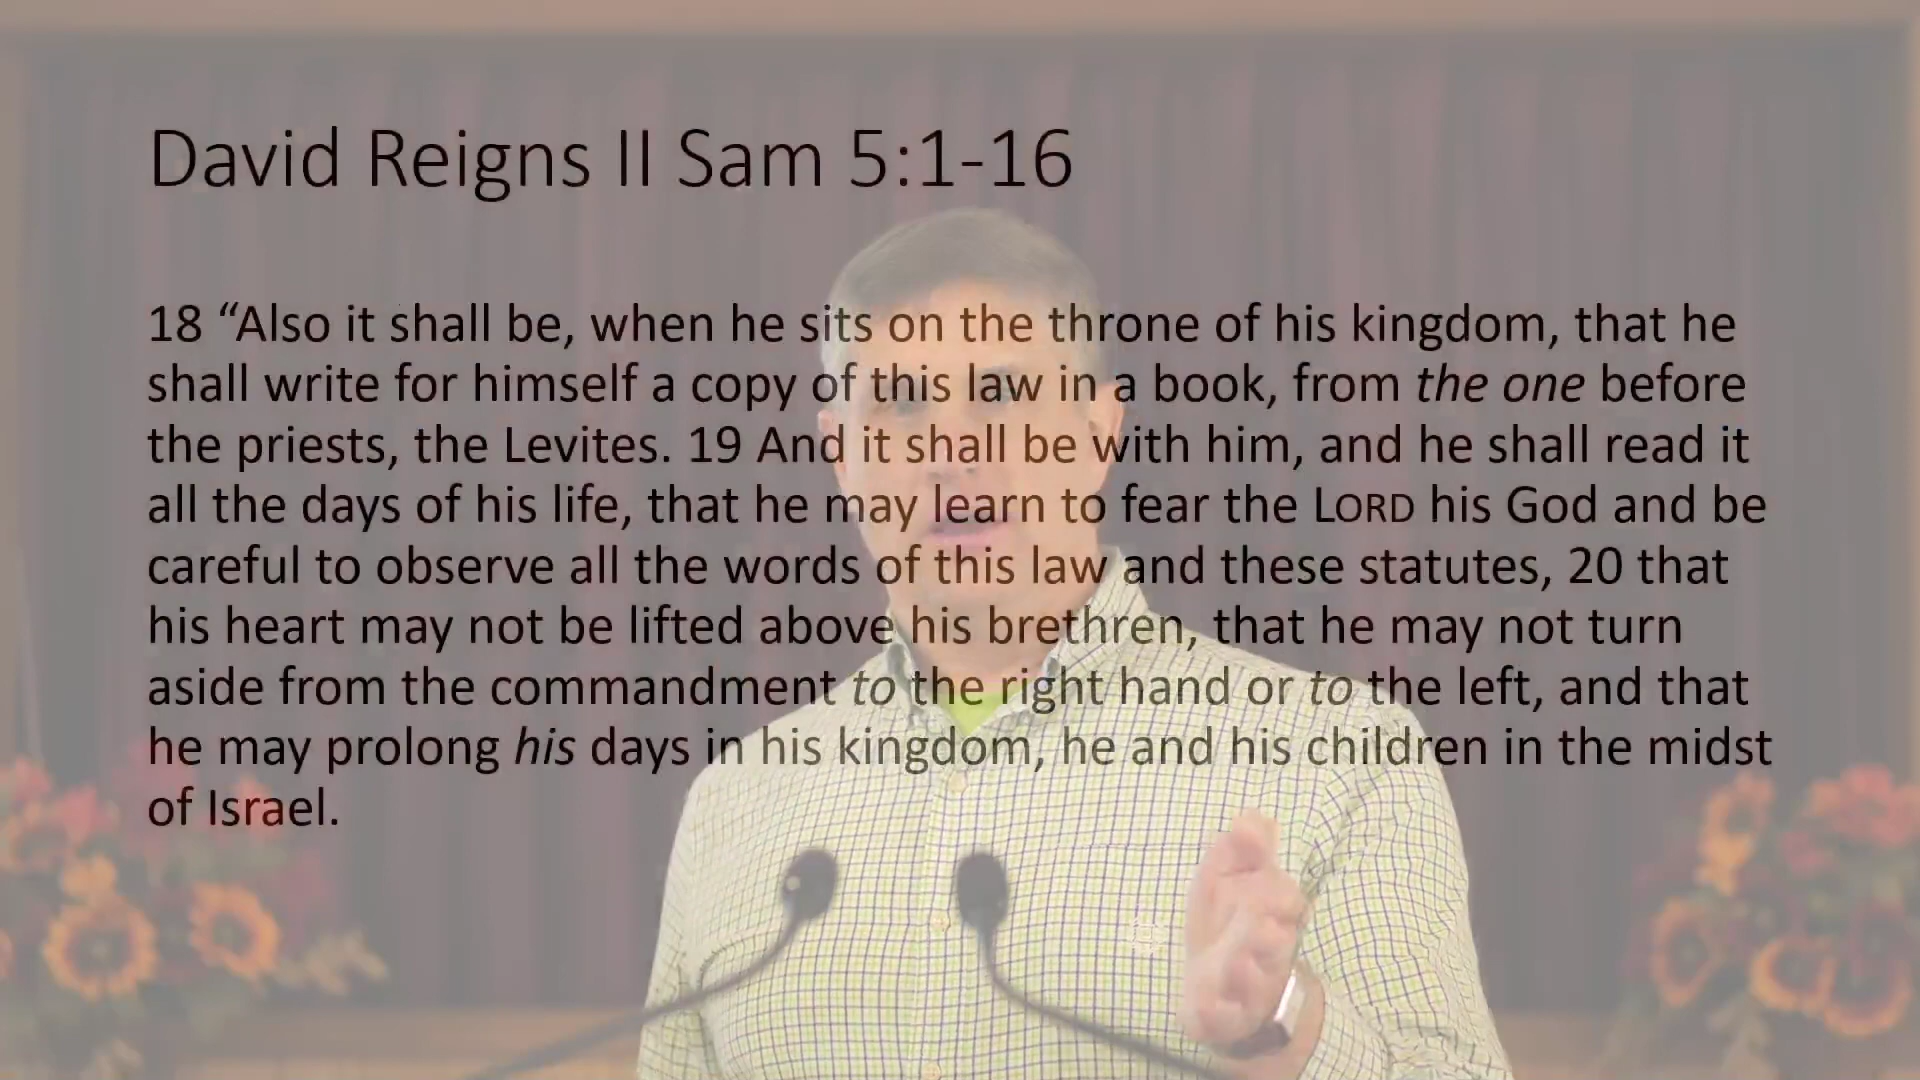 David Reigns II Sam 5:1-16
18 “Also it shall be, when he sits on the throne of his kingdom, that he
shall write for himself a copy of this law in a book, from the one before
the priests, the Levites. 19 And it shall be with him, and he shall read it
all the days of his life, that he may learn to fear the LORD his God and be
careful to observe all the words of this law and these statutes, 20 that
his heart may not be lifted above his brethren, that he may not turn
aside from the commandment to the right hand or to the left, and that
he may prolong his days in his kingdom, he and his children in the midst
of Israel.